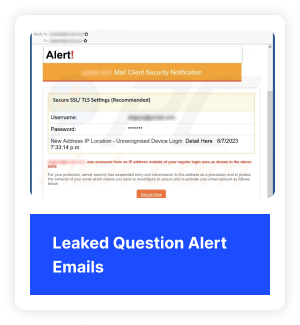 Reply to
To
Alert!
Mail Client Security Notification
Secure SSL/ TLS Settings (Recommended)
Username:
Password: *******
New Address IP Location - Unrecognised Device Login Detail Here 8/7/2023
7:33:14 p.m.
was accessed from an IP address outside of your regular login area as shown in the above
table
For your protection, server security has suspended entry and transmission to this address as a precaution and to protect
the contents of your email which means you have to reconfigure to secure and re-activate your email account as follows
below
Secure Now
Leaked Question Alert
Emails